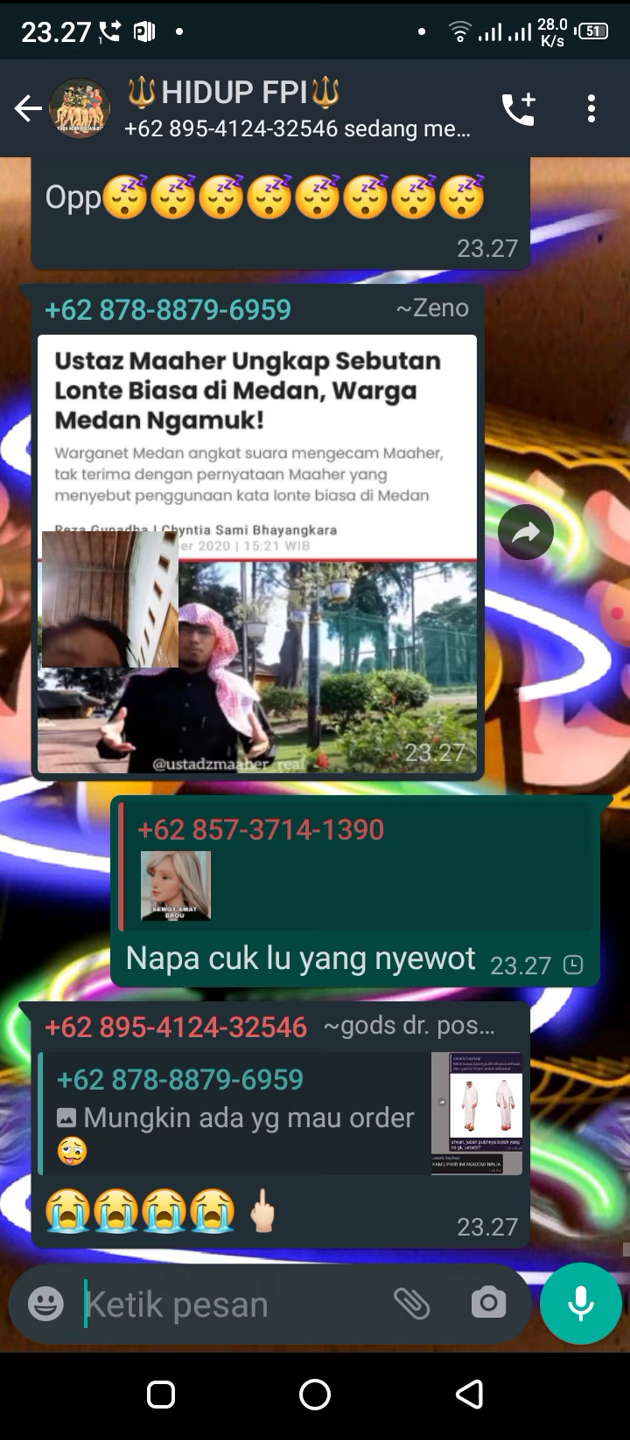 23.27
28.0
K/s
51
🔱HIDUP FPI🔱
+62 895-4124-32546 sedang me...
Opp😴😴😴😴😴😴😴😴
23.27
+62 878-8879-6959 ~Zeno
Ustaz Maaher Ungkap Sebutan
Lonte Biasa di Medan, Warga
Medan Ngamuk!
Warganet Medan angkat suara mengecam Maaher,
tak terima dengan pernyataan Maaher yang
menyebut penggunaan kata lonte biasa di Medan
Reza Gunadha | Chyntia Sami Bhayangkara
2020 | 15:21 WIB
@ustadzmaaher_real
23.27
+62 857-3714-1390
SEWOT AMAT
Napa cuk lu yang nyewot 23.27
+62 895-4124-32546 ~gods dr. pos...
+62 878-8879-6959
Mungkin ada yg mau order
🤪
😭😭😭😭🖕🏻
23.27
Ketik pesan